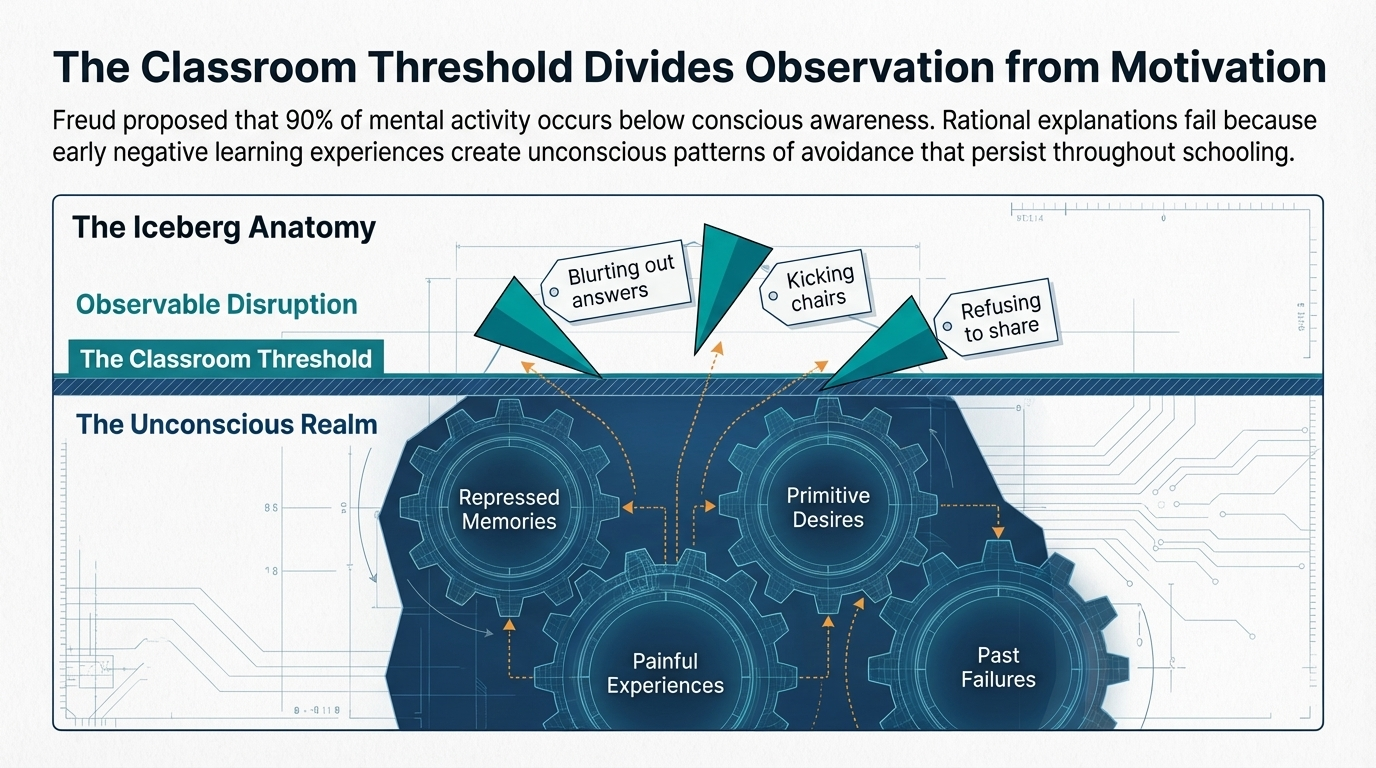 The Classroom Threshold Divides Observation from Motivation
Freud proposed that 90% of mental activity occurs below conscious awareness. Rational explanations fail because
early negative learning experiences create unconscious patterns of avoidance that persist throughout schooling.
The Iceberg Anatomy
Observable Disruption
Blurting out
answers
Kicking
chairs
Refusing
to share
The Classroom Threshold
The Unconscious Realm
Repressed
Memories
Primitive
Desires
Painful
Experiences
Past
Failures